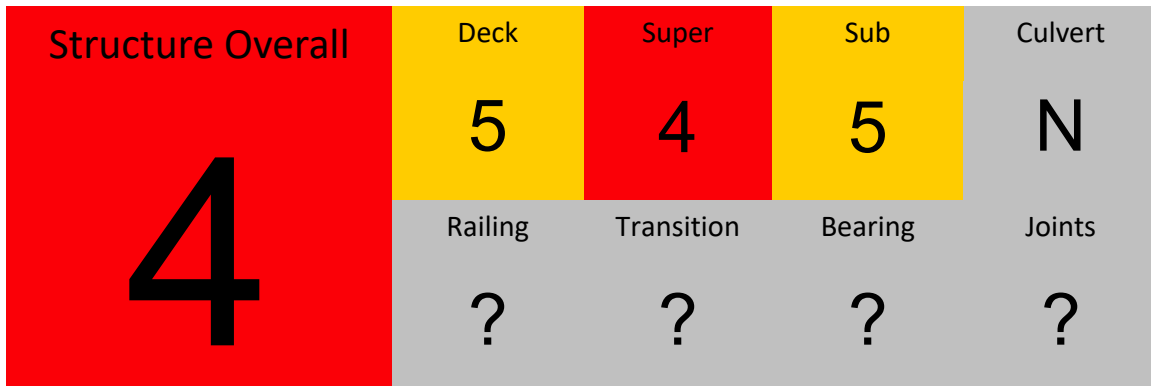 Structure Overall
4
Deck Super Sub Culvert
5 4 5 N
Railing Transition Bearing Joints
? ? ? ?